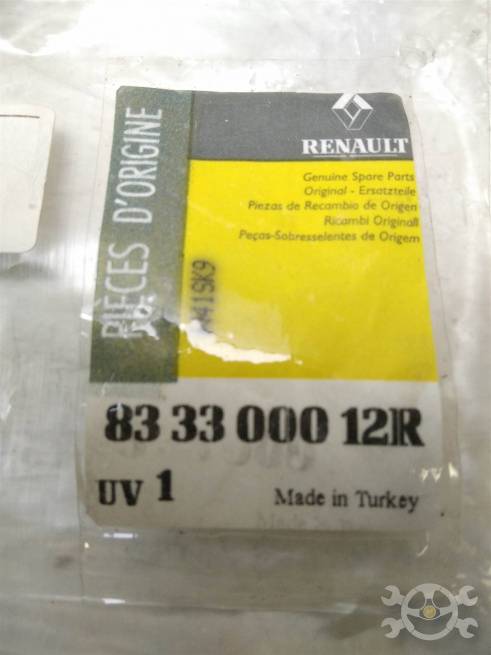 PIÈCES D'ORIGINE
RENAULT
Genuine Spare Parts
Original - Ersatzteile
Piezas de Recambio de Origen
Ricambi Originali
Peças-Sobresselentes de Origem
83 33 000 12R
UV 1
Made in Turkey